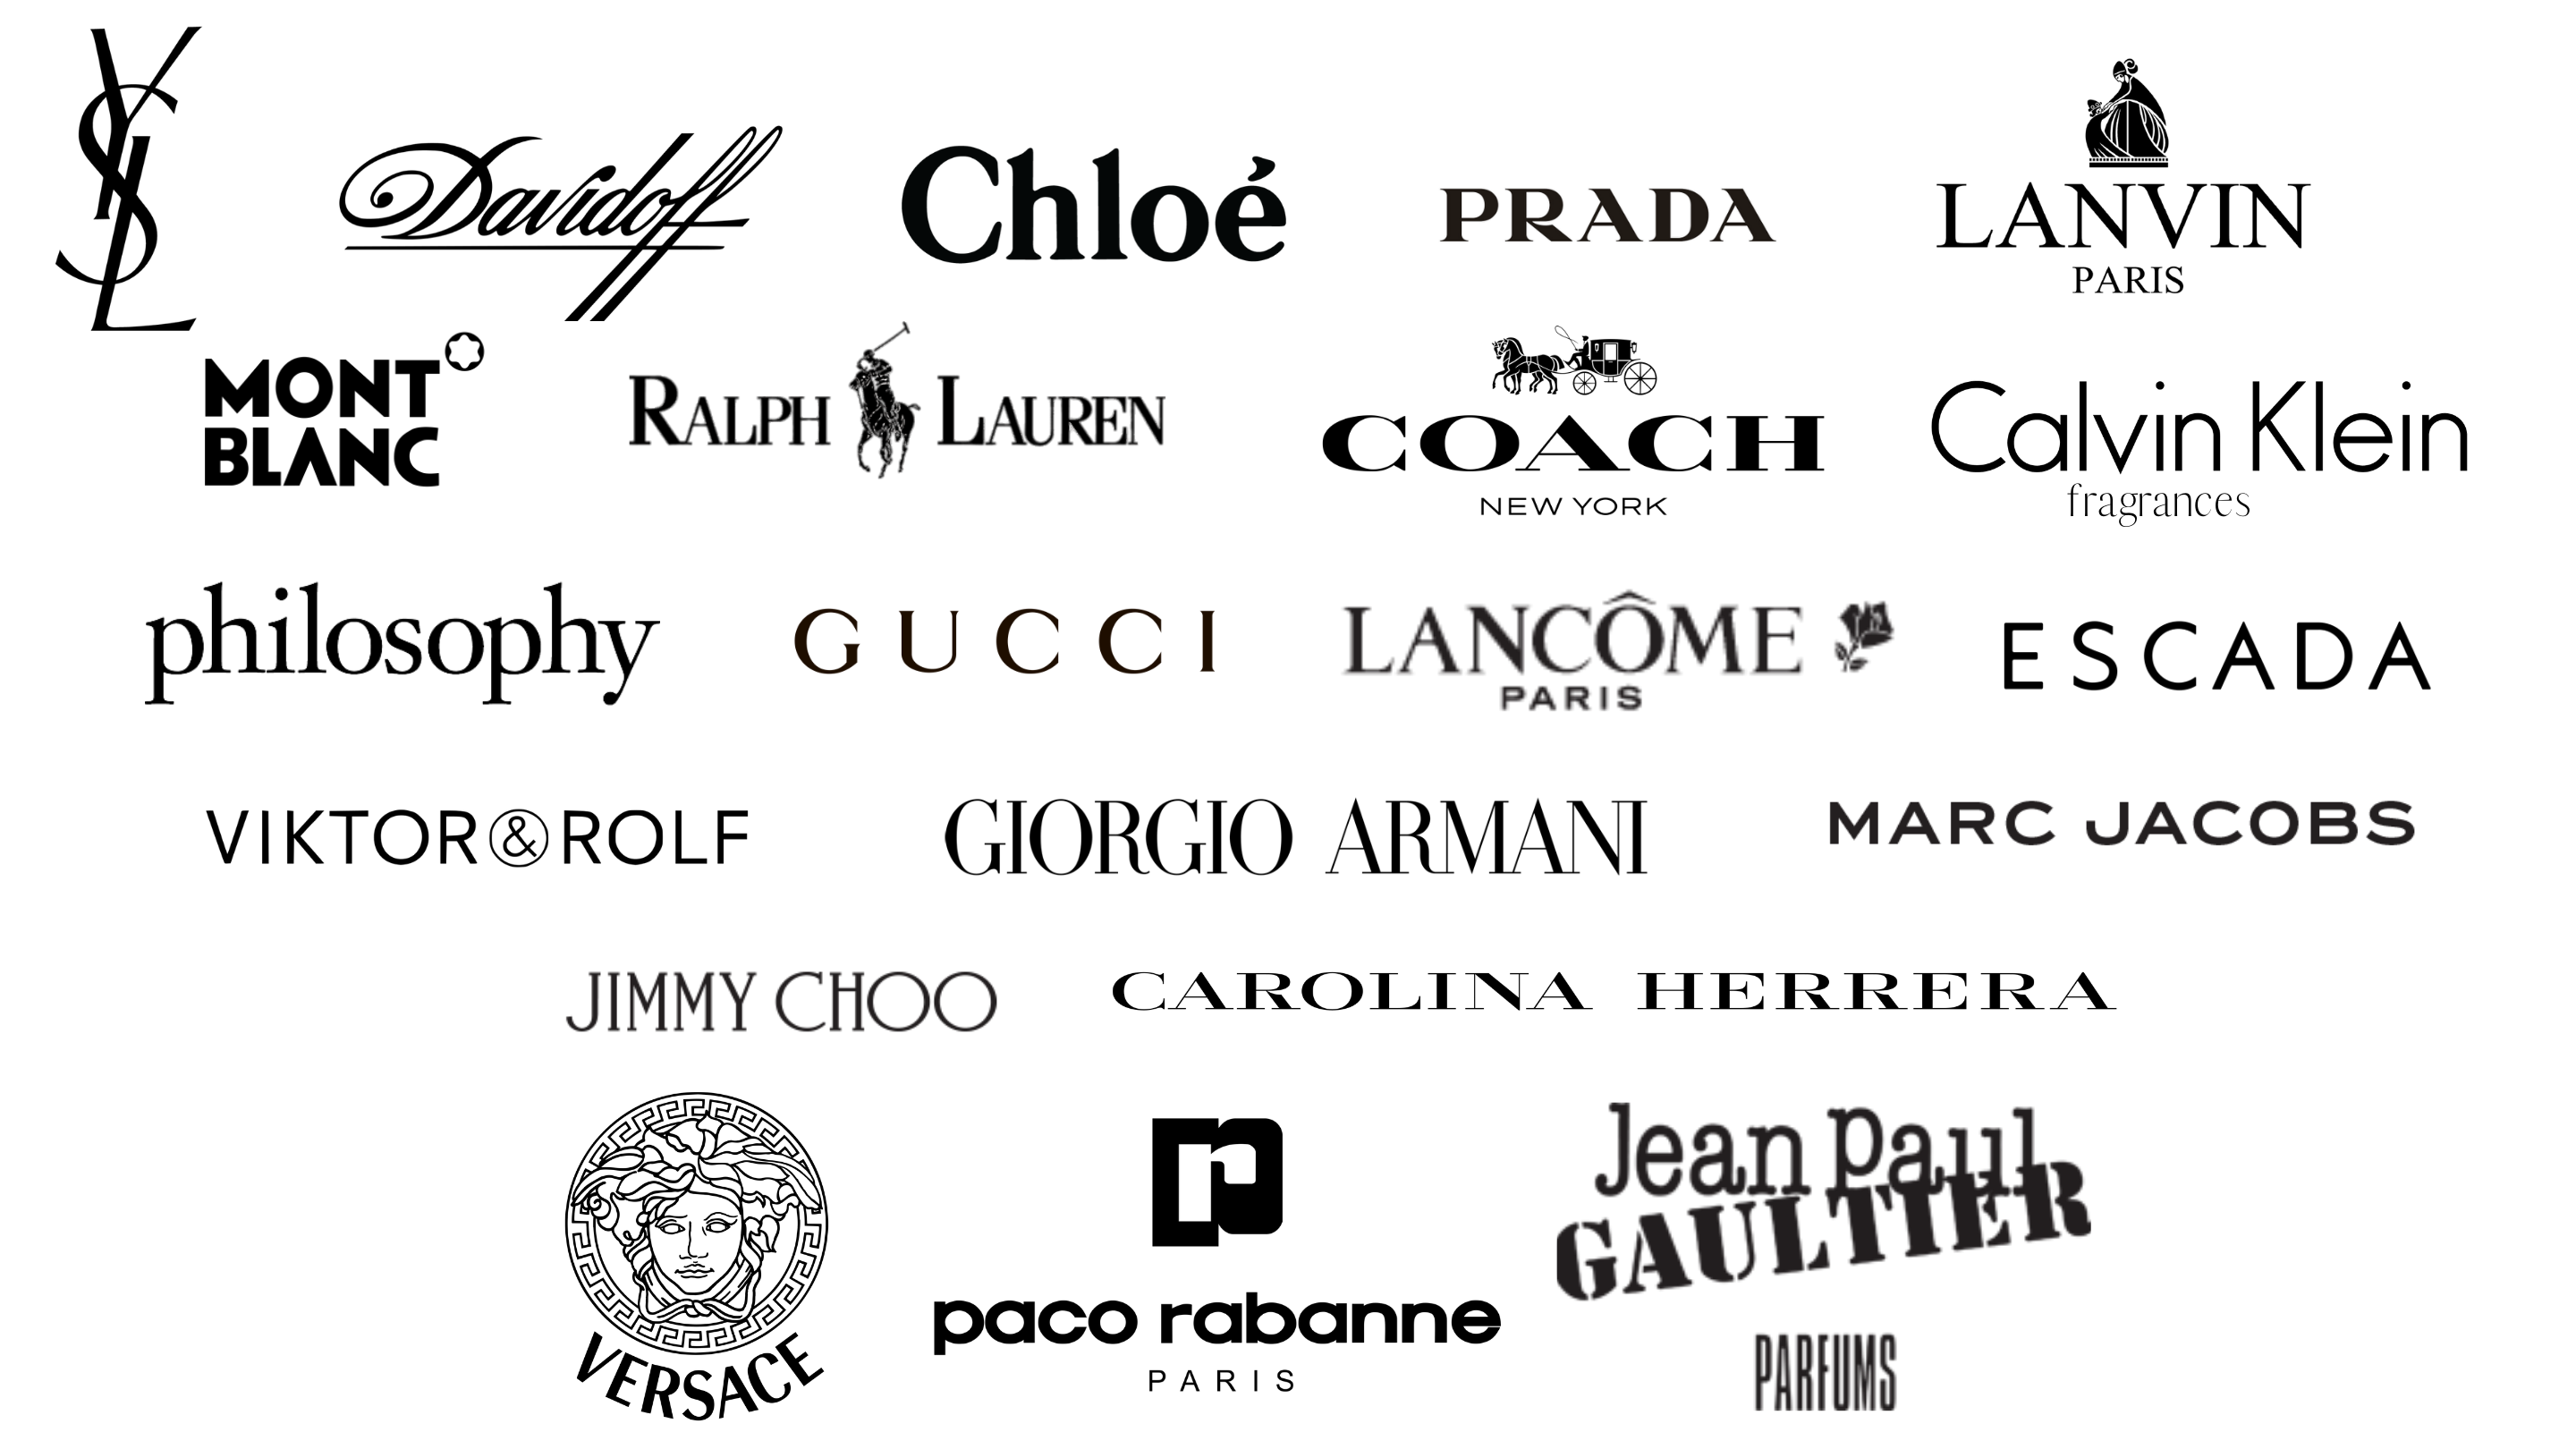 YSL
Davidoff
Chloé
PRADA
LANVIN
PARIS
MONT
BLANC
RALPH LAUREN
COACH
NEW YORK
Calvin Klein
fragrances
philosophy
GUCCI
LANCÔME
PARIS
ESCADA
VIKTOR&ROLF
GIORGIO ARMANI
MARC JACOBS
JIMMY CHOO
CAROLINA HERRERA
VERSACE
r
paco rabanne
PARIS
Jean Paul
GAULTIER
PARFUMS